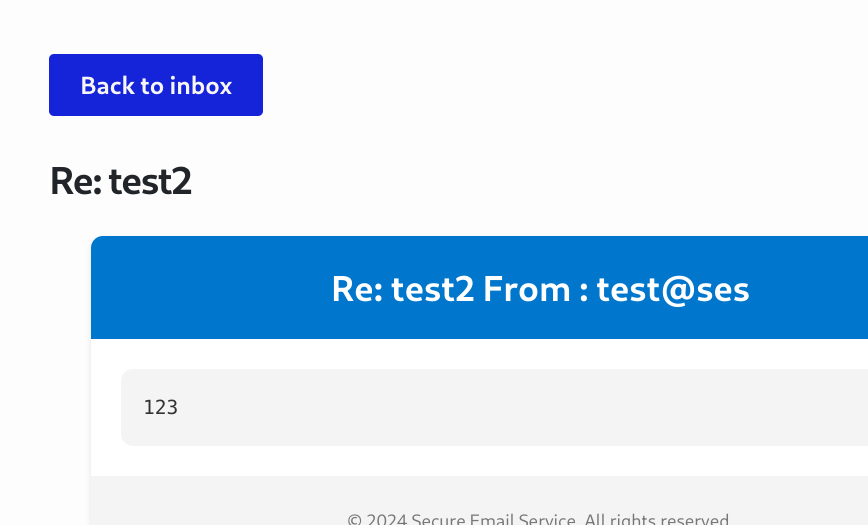 Back to inbox
Re: test2
Re: test2 From : test@ses
123
© 2024 Secure Email Service. All rights reserved